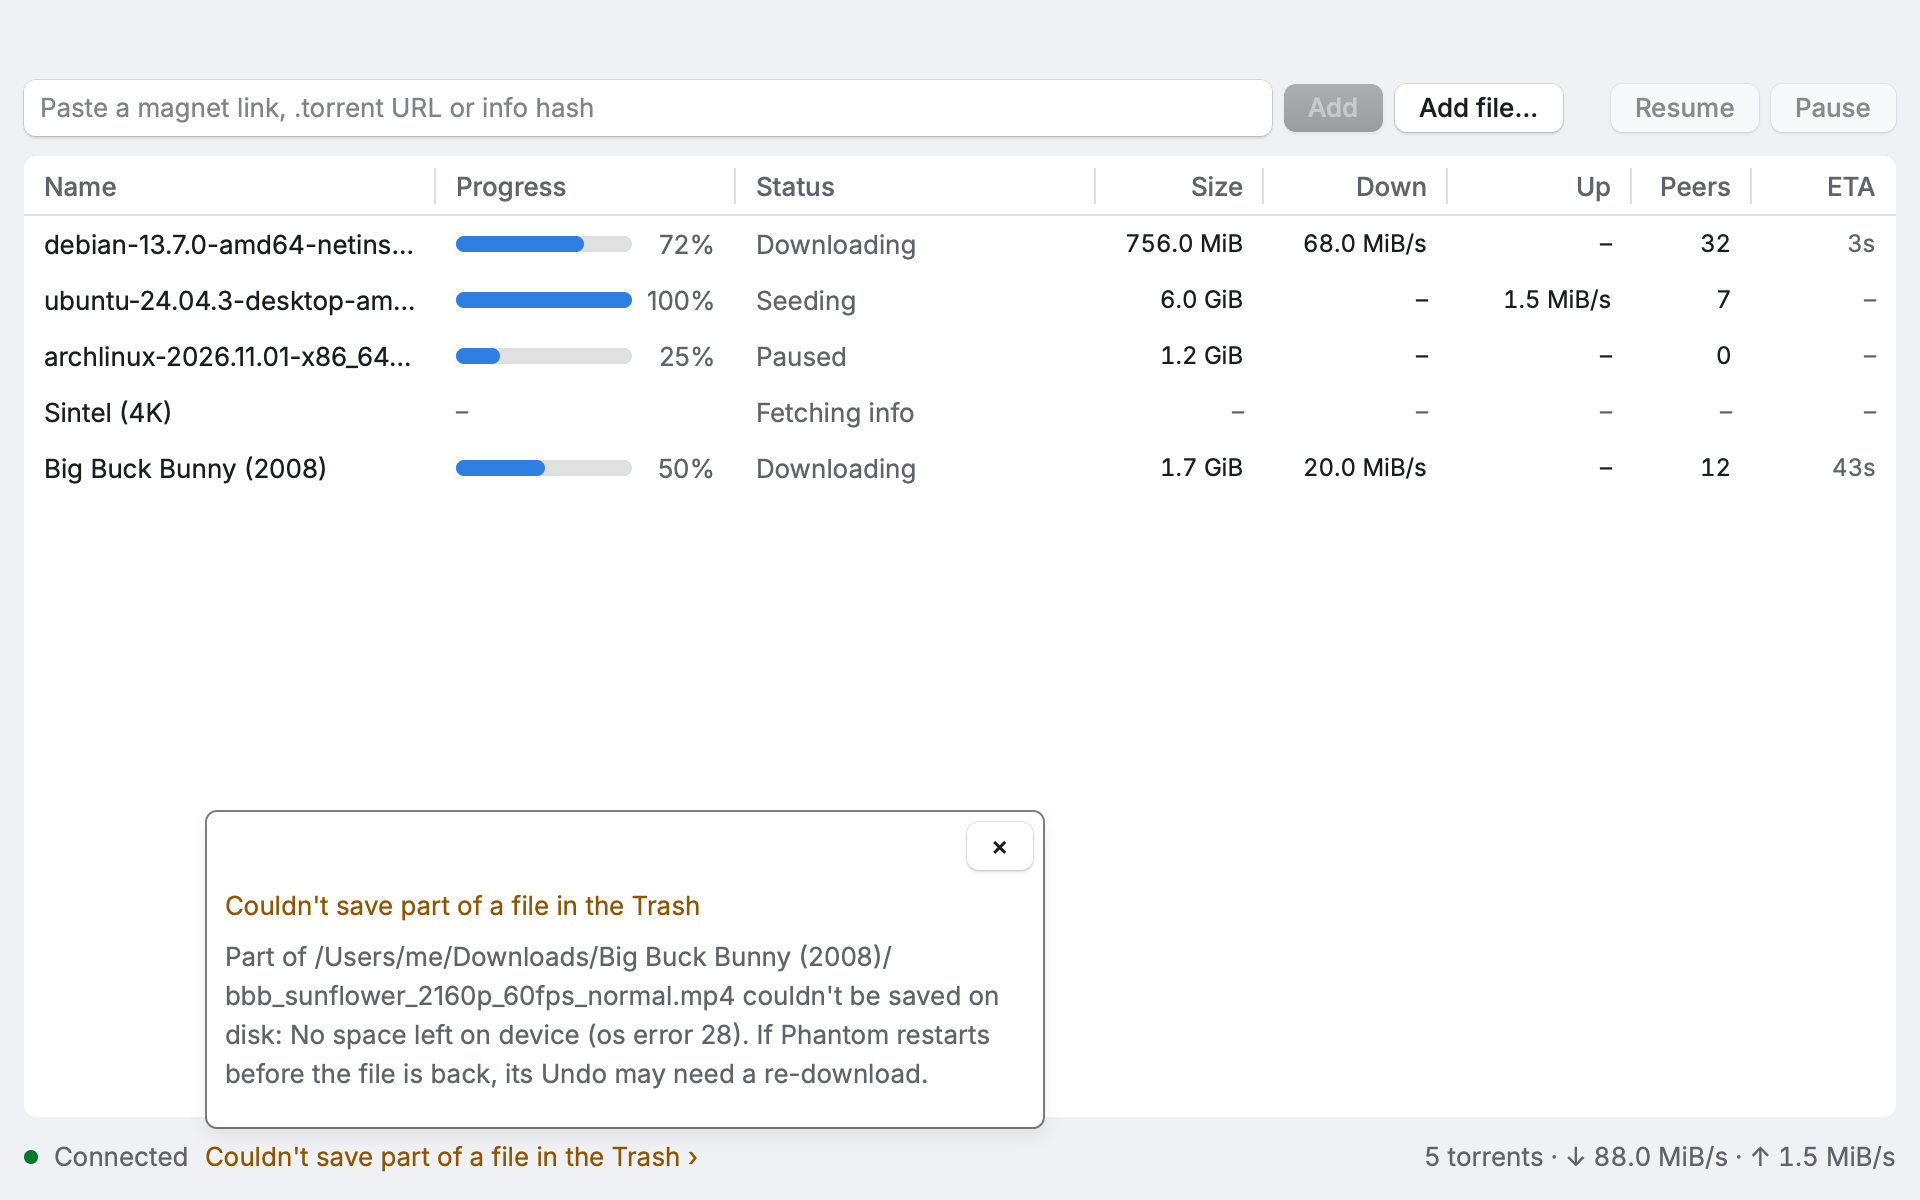 Paste a magnet link, .torrent URL or info hash
Add
Add file...
Resume
Pause
Name Progress Status Size Down Up Peers ETA
debian-13.7.0-amd64-netins... 72% Downloading 756.0 MiB 68.0 MiB/s – 32 3s
ubuntu-24.04.3-desktop-am... 100% Seeding 6.0 GiB – 1.5 MiB/s 7 –
archlinux-2026.11.01-x86_64... 25% Paused 1.2 GiB – – 0 –
Sintel (4K) – Fetching info – – – – –
Big Buck Bunny (2008) 50% Downloading 1.7 GiB 20.0 MiB/s – 12 43s
×
Couldn't save part of a file in the Trash
Part of /Users/me/Downloads/Big Buck Bunny (2008)/
bbb_sunflower_2160p_60fps_normal.mp4 couldn't be saved on
disk: No space left on device (os error 28). If Phantom restarts
before the file is back, its Undo may need a re-download.
Connected Couldn't save part of a file in the Trash ›
5 torrents · ↓ 88.0 MiB/s · ↑ 1.5 MiB/s